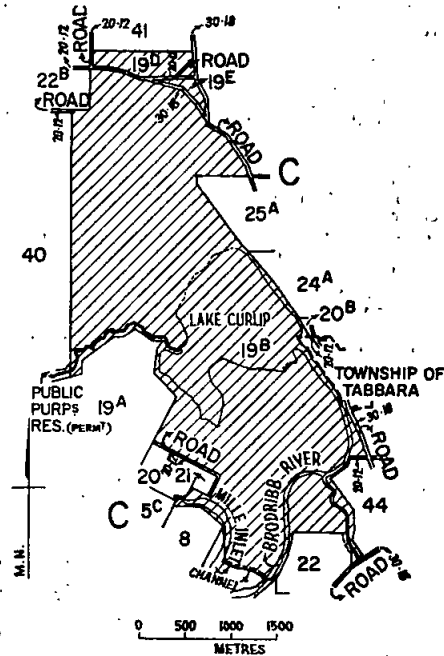 20·12
41
30·18
ROAD
20·12
19D
ROAD
22B
19E
ROAD
20·12
30·18
ROAD
C
25A
40
24A
20B
LAKE CURLIP
19B
20·12
TOWNSHIP OF
TABBARA
PUBLIC
PURPS 19A
RES. (PERMT)
30·18
ROAD
ROAD
20
21
20·12
44
C
5C
8
MILE INLET
BRODRIBB RIVER
22
CHANNEL
ROAD
30·18
M.N.
0 500 1000 1500
METRES